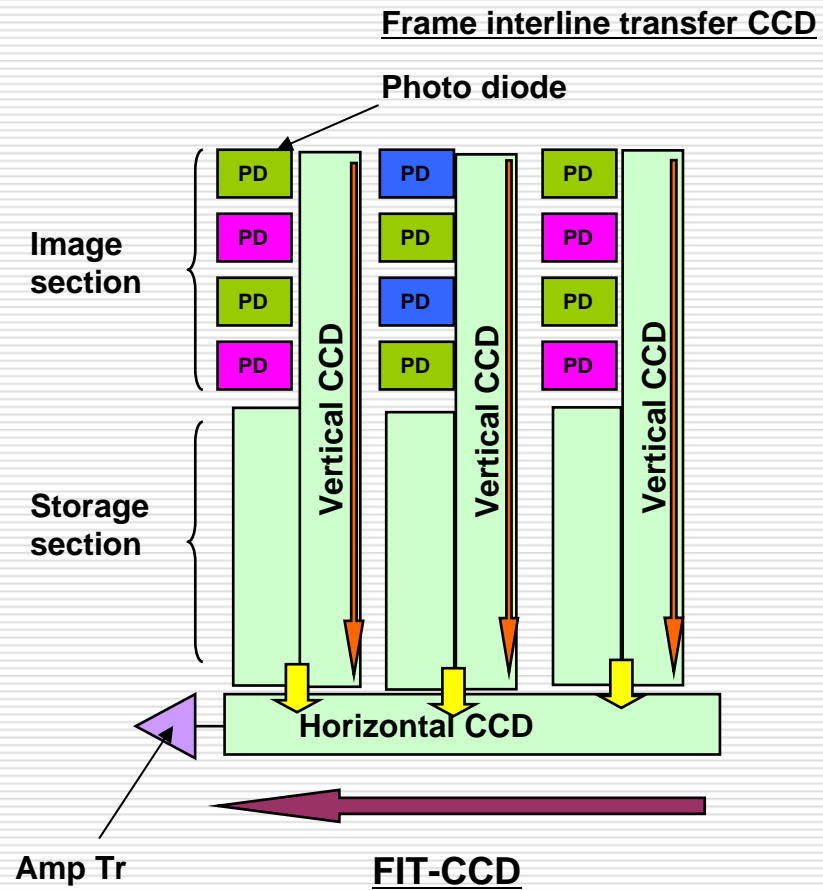 Frame interline transfer CCD
Photo diode
PD PD PD
Image
section
PD PD PD
PD PD PD
PD PD PD
Vertical CCD
Vertical CCD
Vertical CCD
Storage
section
Horizontal CCD
Amp Tr
FIT-CCD